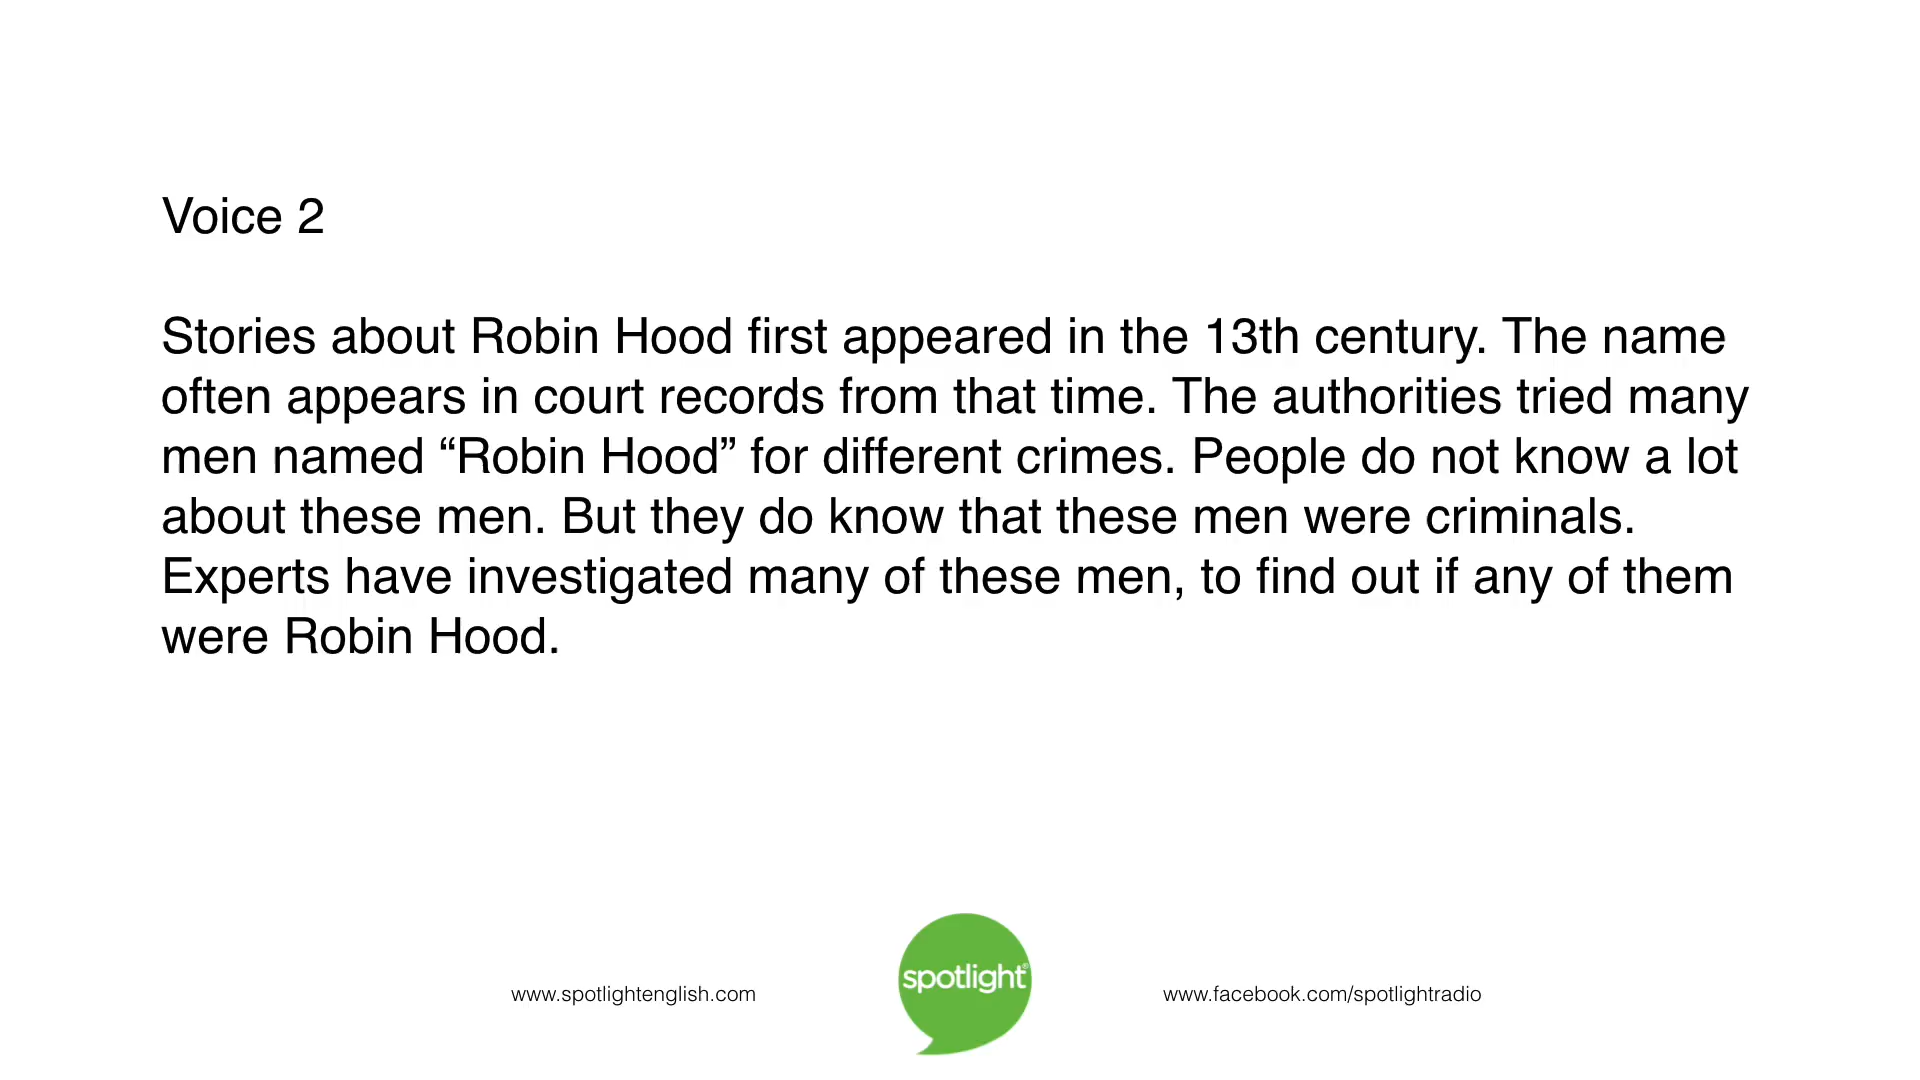 Voice 2
Stories about Robin Hood first appeared in the 13th century. The name
often appears in court records from that time. The authorities tried many
men named “Robin Hood” for different crimes. People do not know a lot
about these men. But they do know that these men were criminals.
Experts have investigated many of these men, to find out if any of them
were Robin Hood.
www.spotlightenglish.com
spotlight®
www.facebook.com/spotlightradio